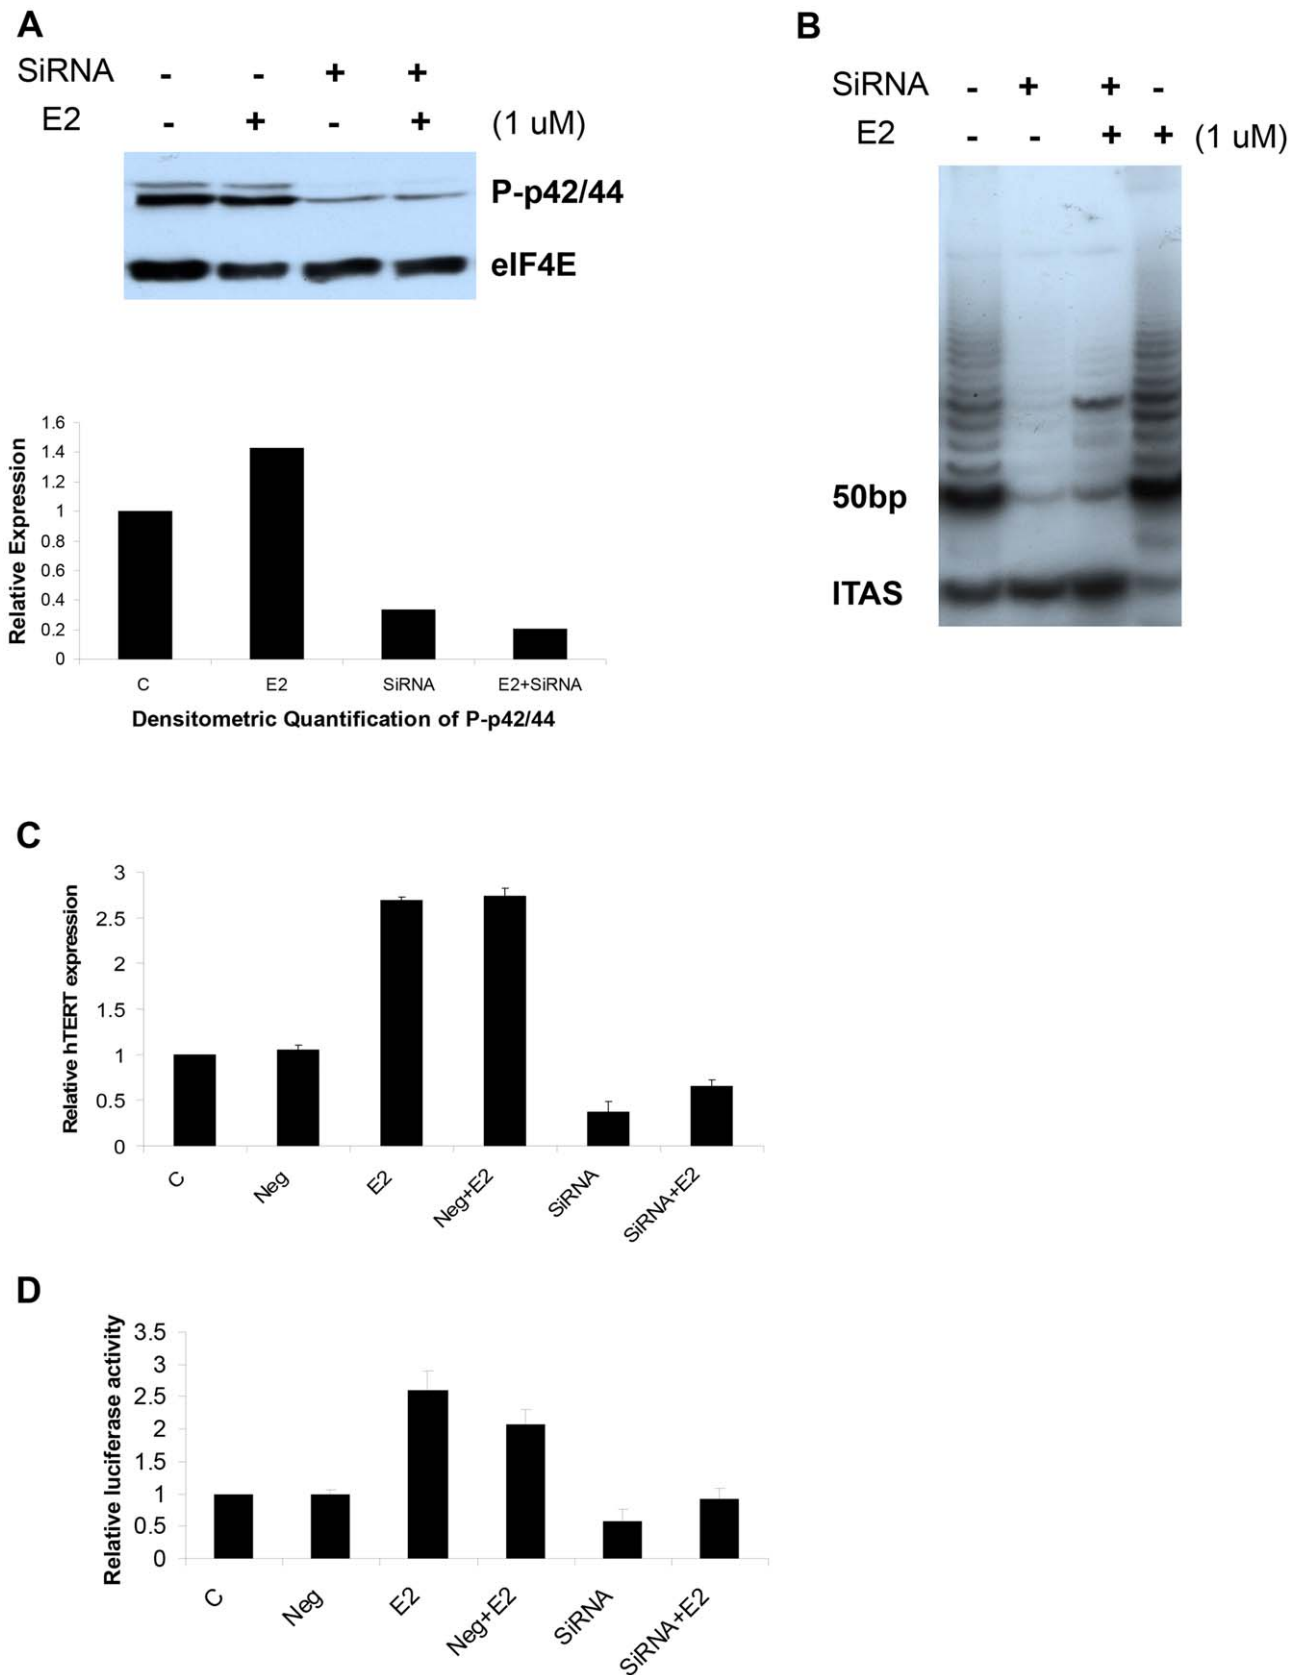 A
SiRNA - - + +
E2 - + - + (1 uM)
P-p42/44
eIF4E
Relative Expression
1.6
1.4
1.2
1
0.8
0.6
0.4
0.2
0
C E2 SiRNA E2+SiRNA
Densitometric Quantification of P-p42/44
B
SiRNA - + + -
E2 - - + + (1 uM)
50bp
ITAS
C
Relative hTERT expression
3
2.5
2
1.5
1
0.5
0
C Neg E2 Neg+E2 SiRNA SiRNA+E2
D
Relative luciferase activity
3.5
3
2.5
2
1.5
1
0.5
0
C Neg E2 Neg+E2 SiRNA SiRNA+E2